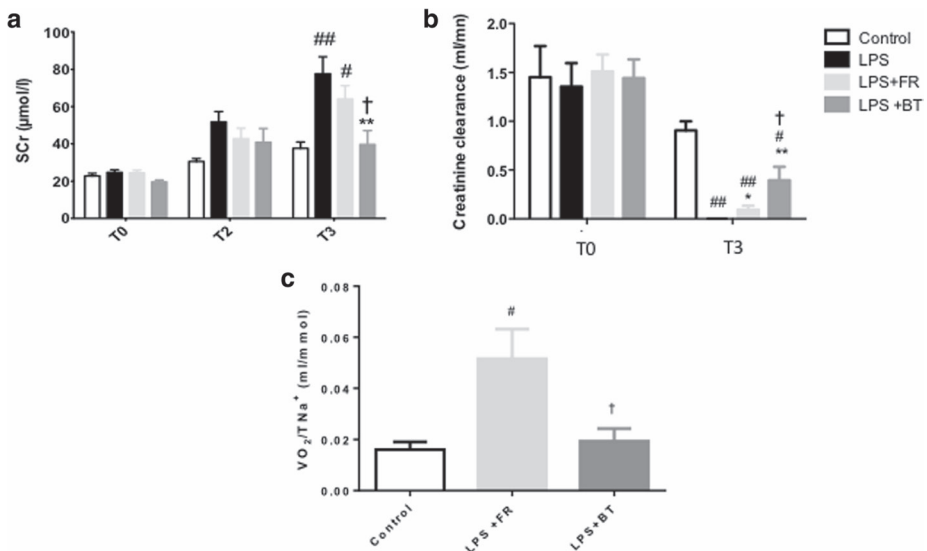 a
SCr (µmol/l)
100
80
60
40
20
0
##
#
†
**
T0
T2
T3
b
Creatinine clearance (ml/mn)
2.0
1.5
1.0
0.5
0.0
##
##
*
†
#
**
T0
T3
Control
LPS
LPS+FR
LPS +BT
c
VO₂/TNa⁺ (ml/mmol)
0.08
0.06
0.04
0.02
0.00
#
†
Control
LPS +FR
LPS+BT